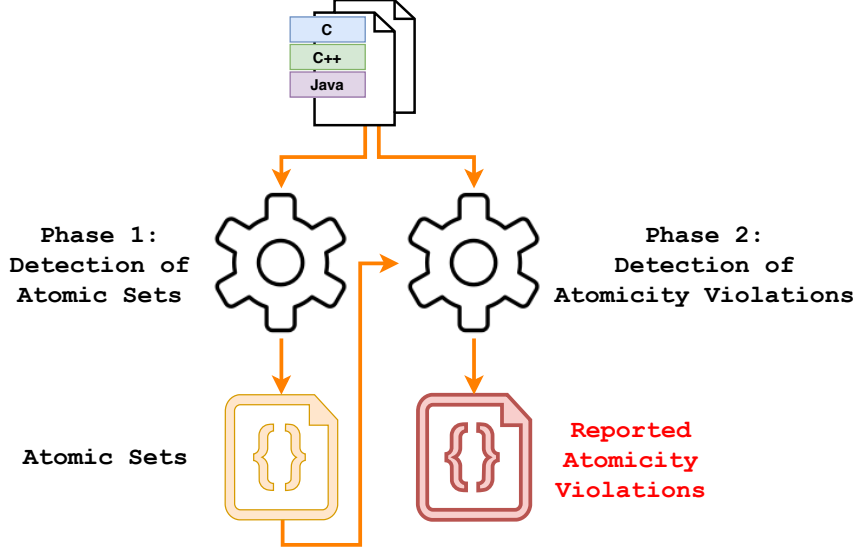 C
C++
Java
Phase 1:
Detection of
Atomic Sets
Phase 2:
Detection of
Atomicity Violations
Atomic Sets
Reported
Atomicity
Violations